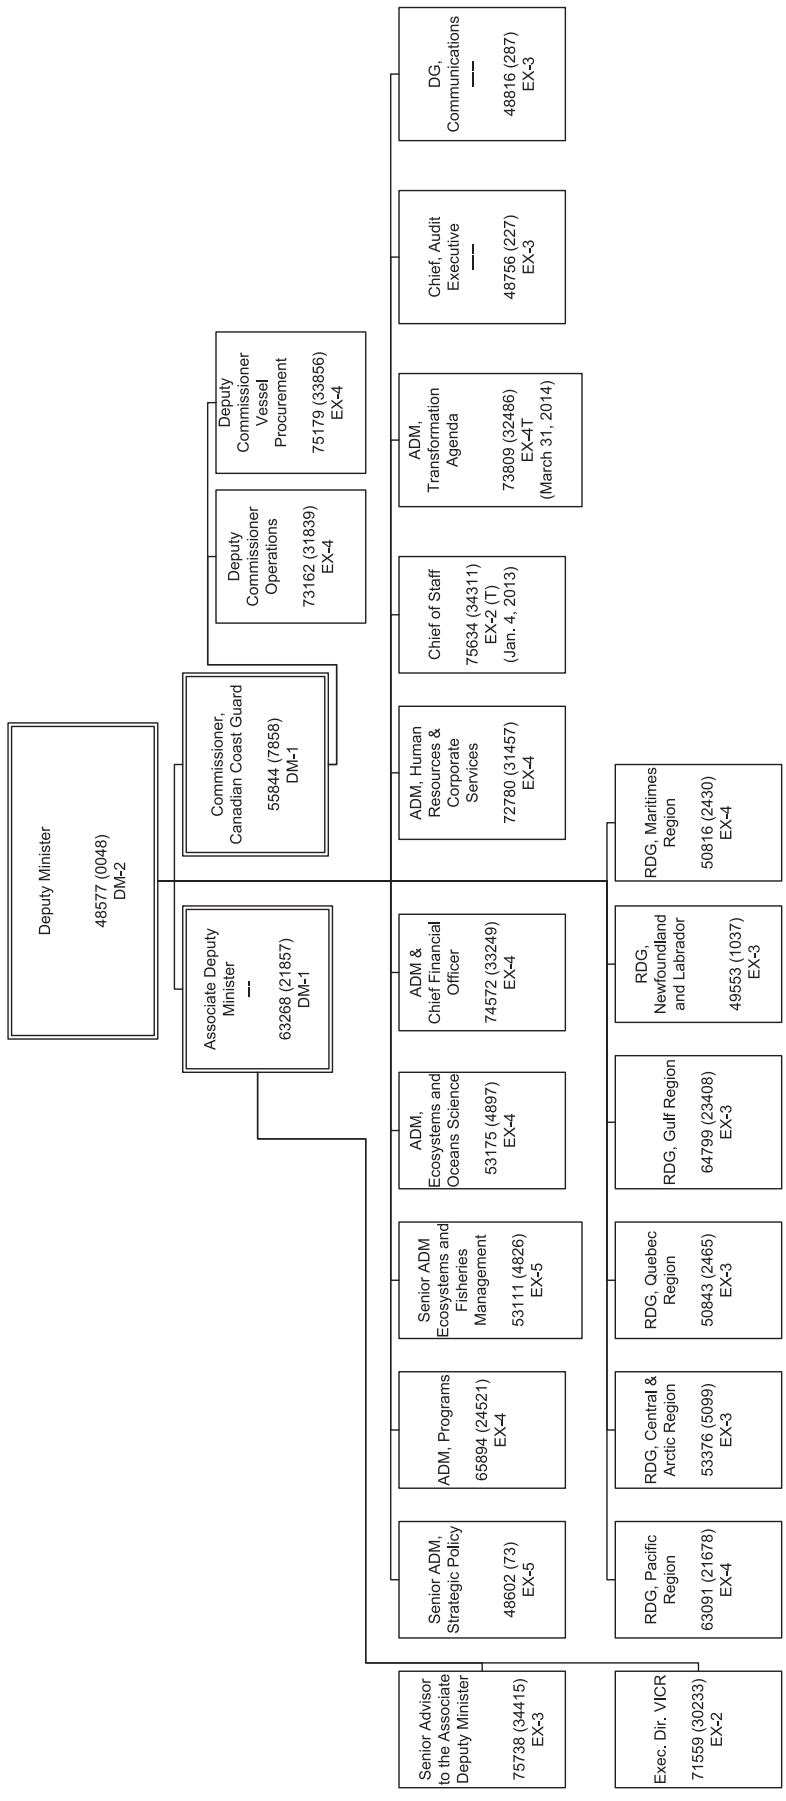 Deputy Minister
48577 (0048)
DM-2
Associate Deputy
Minister
---
63268 (21857)
DM-1
Commissioner,
Canadian Coast Guard
55844 (7858)
DM-1
Deputy
Commissioner
Operations
73162 (31839)
EX-4
Deputy
Commissioner
Vessel
Procurement
75179 (33856)
EX-4
Senior Advisor
to the Associate
Deputy Minister
75738 (34415)
EX-3
Senior ADM,
Strategic Policy
48602 (73)
EX-5
ADM, Programs
65894 (24521)
EX-4
Senior ADM
Ecosystems and
Fisheries
Management
53111 (4826)
EX-5
ADM,
Ecosystems and
Oceans Science
53175 (4897)
EX-4
ADM &
Chief Financial
Officer
74572 (33249)
EX-4
ADM, Human
Resources &
Corporate
Services
72780 (31457)
EX-4
Chief of Staff
75634 (34311)
EX-2 (T)
(Jan. 4, 2013)
ADM,
Transformation
Agenda
73809 (32486)
EX-4T
(March 31, 2014)
Chief, Audit
Executive
---
48756 (227)
EX-3
DG,
Communications
---
48816 (287)
EX-3
Exec. Dir. VICR
71559 (30233)
EX-2
RDG, Pacific
Region
63091 (21678)
EX-4
RDG, Central &
Arctic Region
53376 (5099)
EX-3
RDG, Quebec
Region
50843 (2465)
EX-3
RDG, Gulf Region
64799 (23408)
EX-3
RDG,
Newfoundland
and Labrador
49553 (1037)
EX-3
RDG, Maritimes
Region
50816 (2430)
EX-4